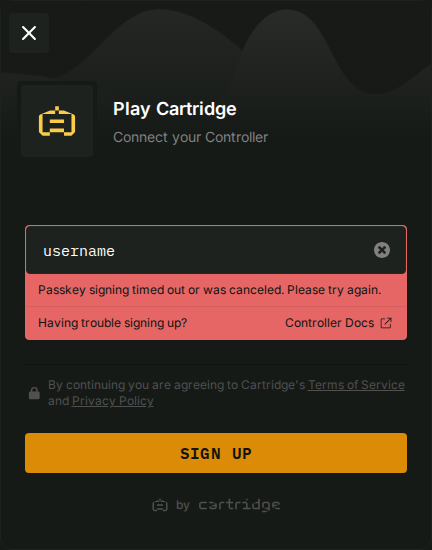 Play Cartridge
Connect your Controller
username
Please passkey signing timed out or was canceled. Please try again.
Having trouble signing up? Controller Docs
By continuing you are agreeing to Cartridge's Terms of Service
and Privacy Policy
SIGN UP
by cartridge